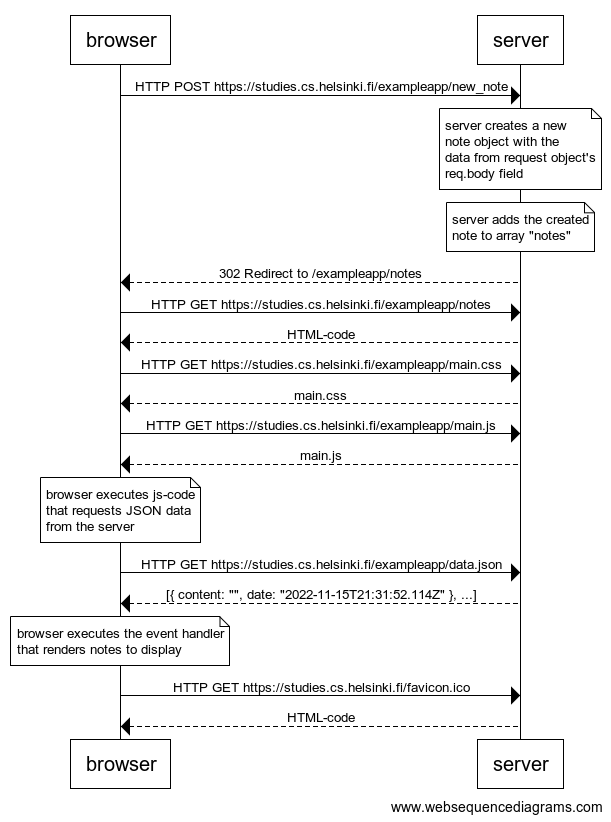 browser
server
HTTP POST https://studies.cs.helsinki.fi/exampleapp/new_note
server creates a new
note object with the
data from request object's
req.body field
server adds the created
note to array "notes"
302 Redirect to /exampleapp/notes
HTTP GET https://studies.cs.helsinki.fi/exampleapp/notes
HTML-code
HTTP GET https://studies.cs.helsinki.fi/exampleapp/main.css
main.css
HTTP GET https://studies.cs.helsinki.fi/exampleapp/main.js
main.js
browser executes js-code
that requests JSON data
from the server
HTTP GET https://studies.cs.helsinki.fi/exampleapp/data.json
[{ content: "", date: "2022-11-15T21:31:52.114Z" }, ...]
browser executes the event handler
that renders notes to display
HTTP GET https://studies.cs.helsinki.fi/favicon.ico
HTML-code
browser
server
www.websequencediagrams.com